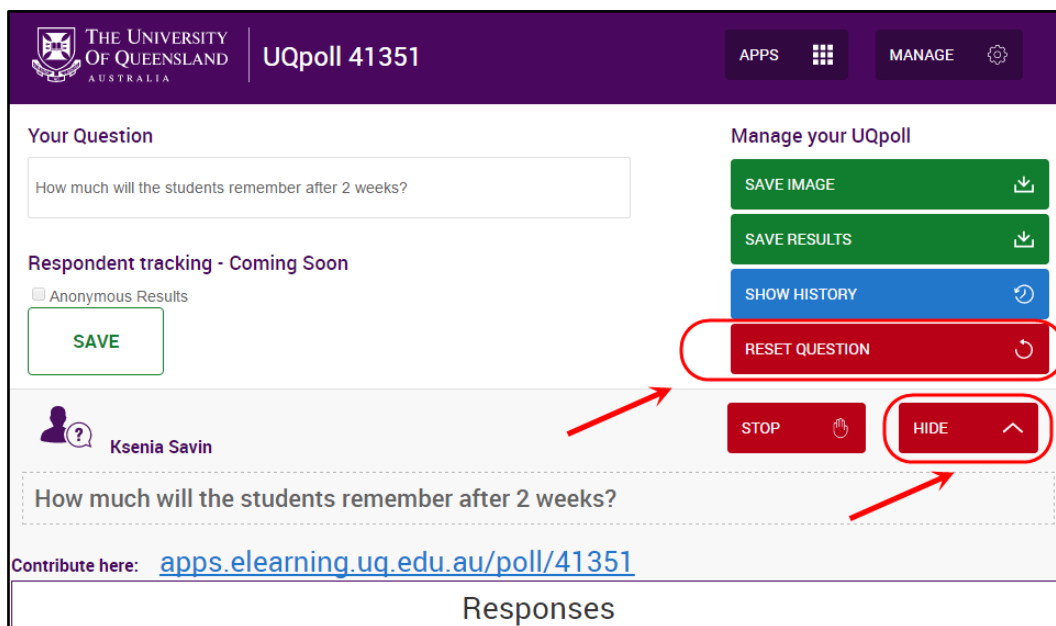 THE UNIVERSITY
OF QUEENSLAND
AUSTRALIA
UQpoll 41351
APPS
MANAGE
Your Question
How much will the students remember after 2 weeks?
Respondent tracking - Coming Soon
Anonymous Results
SAVE
Manage your UQpoll
SAVE IMAGE
SAVE RESULTS
SHOW HISTORY
RESET QUESTION
?
Ksenia Savin
STOP
HIDE
How much will the students remember after 2 weeks?
Contribute here: apps.elearning.uq.edu.au/poll/41351
Responses